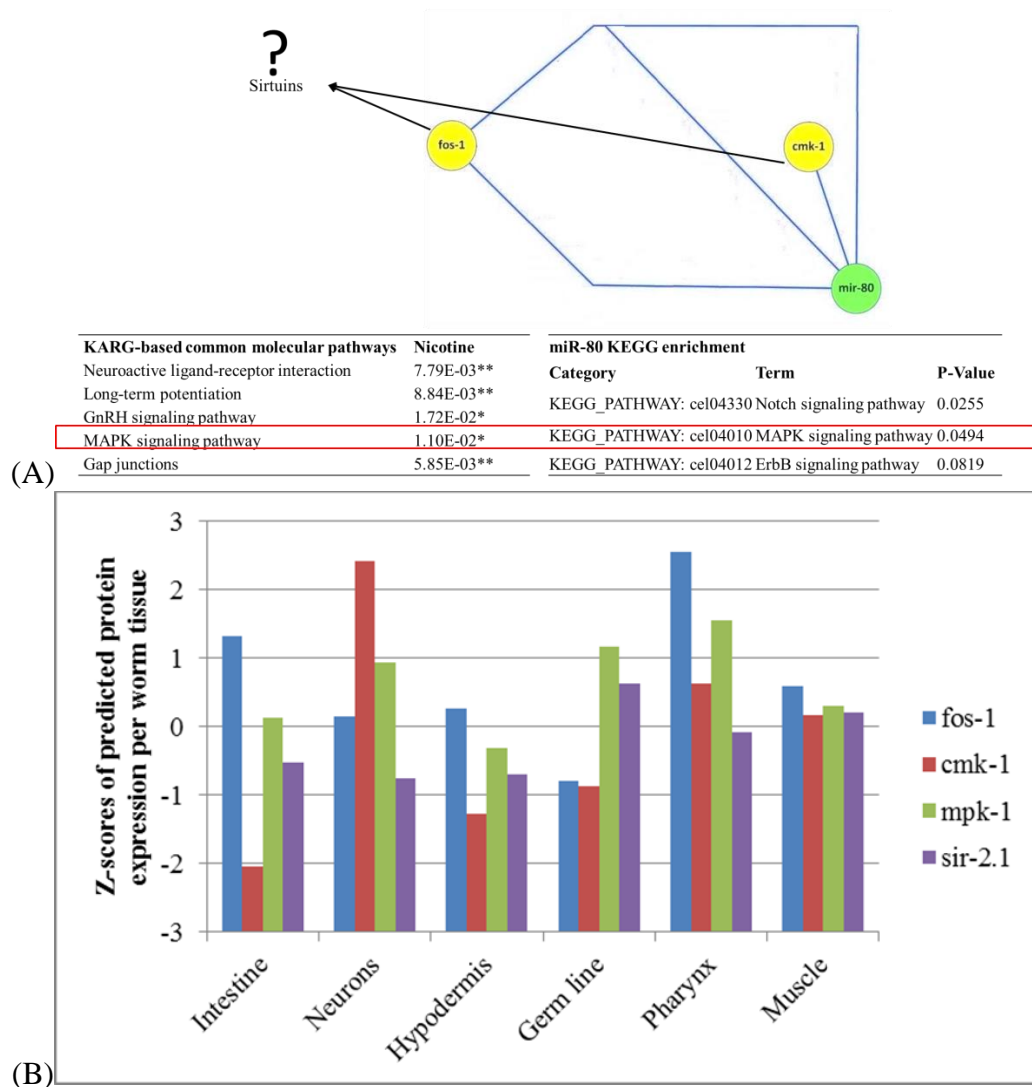 ?
Sirtuins
fos-1
cmk-1
mir-80
KARG-based common molecular pathways Nicotine
Neuroactive ligand-receptor interaction 7.79E-03**
Long-term potentiation 8.84E-03**
GnRH signaling pathway 1.72E-02*
MAPK signaling pathway 1.10E-02*
Gap junctions 5.85E-03**
miR-80 KEGG enrichment
Category Term P-Value
KEGG_PATHWAY: cel04330 Notch signaling pathway 0.0255
KEGG_PATHWAY: cel04010 MAPK signaling pathway 0.0494
KEGG_PATHWAY: cel04012 ErbB signaling pathway 0.0819
(A)
Z-scores of predicted protein
expression per worm tissue
3
2
1
0
-1
-2
-3
Intestine
Neurons
Hypodermis
Germ line
Pharynx
Muscle
fos-1
cmk-1
mpk-1
sir-2.1
(B)